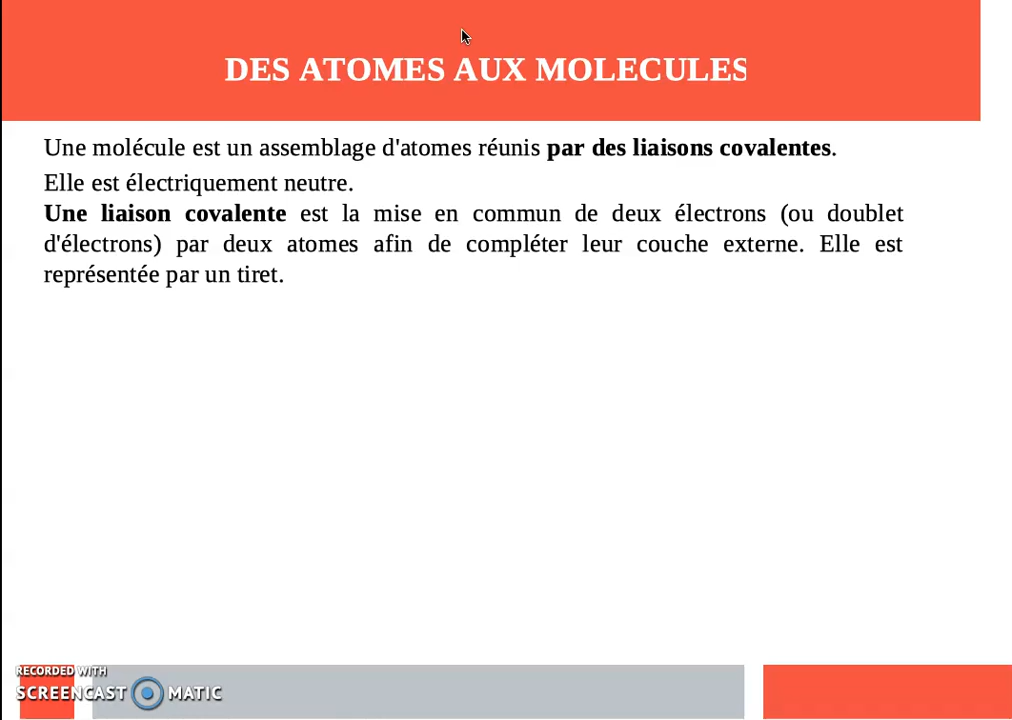 DES ATOMES AUX MOLECULES
Une molécule est un assemblage d'atomes réunis par des liaisons covalentes.
Elle est électriquement neutre.
Une liaison covalente est la mise en commun de deux électrons (ou doublet
d'électrons) par deux atomes afin de compléter leur couche externe. Elle est
représentée par un tiret.
RECORDED WITH
SCREENCAST MATIC